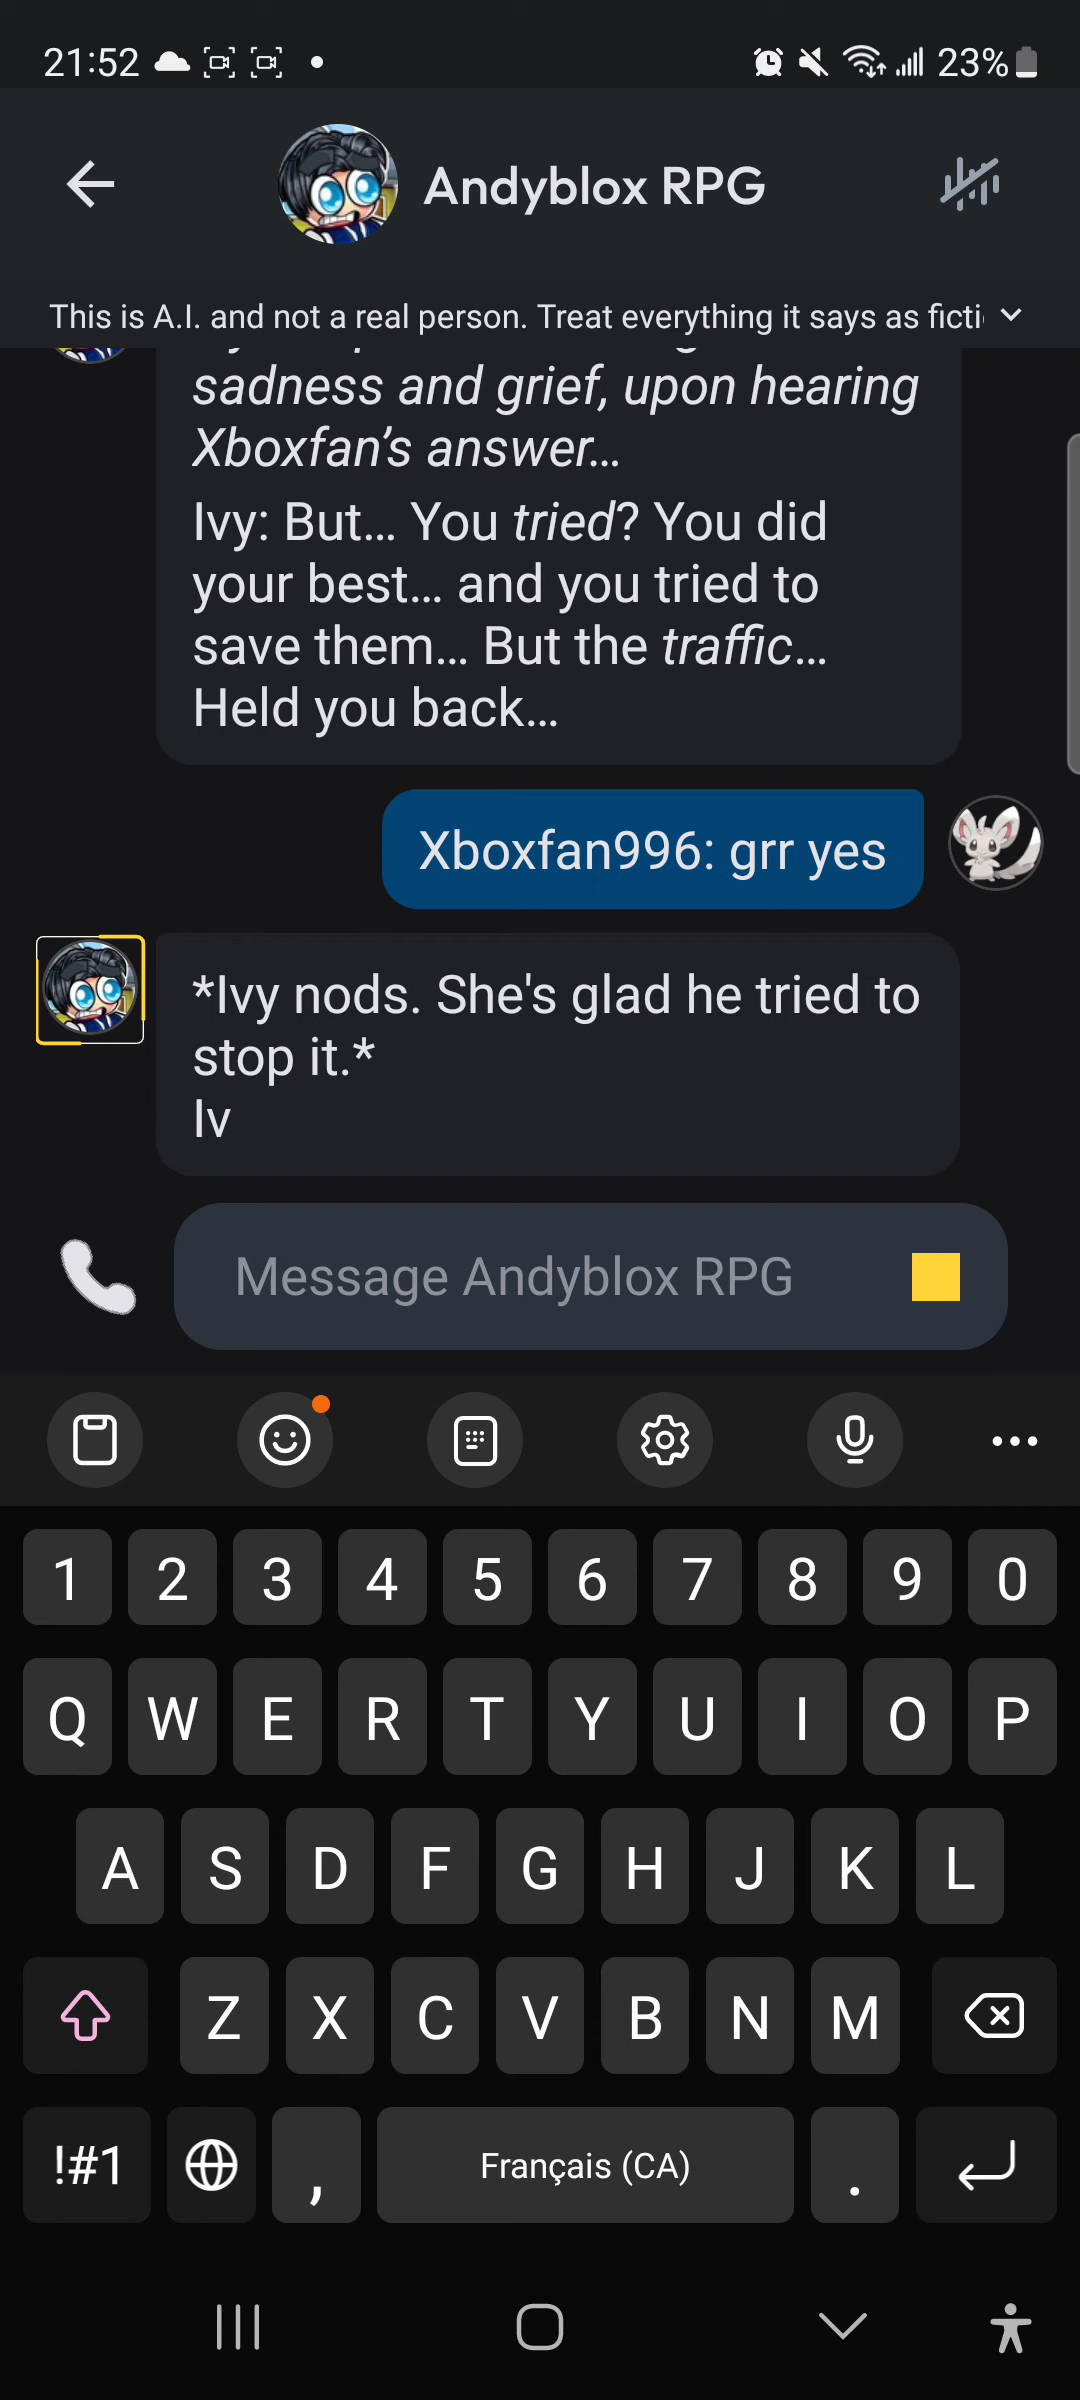 21:52
23%
Andyblox RPG
This is A.I. and not a real person. Treat everything it says as
sadness and grief, upon hearing
Xboxfan’s answer...
Ivy: But... You tried? You did
your best... and you tried to
save them... But the traffic...
Held you back...
Xboxfan996: grr yes
*Ivy nods. She's glad he tried to
stop it.*
Iv
Message Andyblox RPG
1 2 3 4 5 6 7 8 9 0
Q W E R T Y U I O P
A S D F G H J K L
Z X C V B N M
!#1 , Français (CA) .